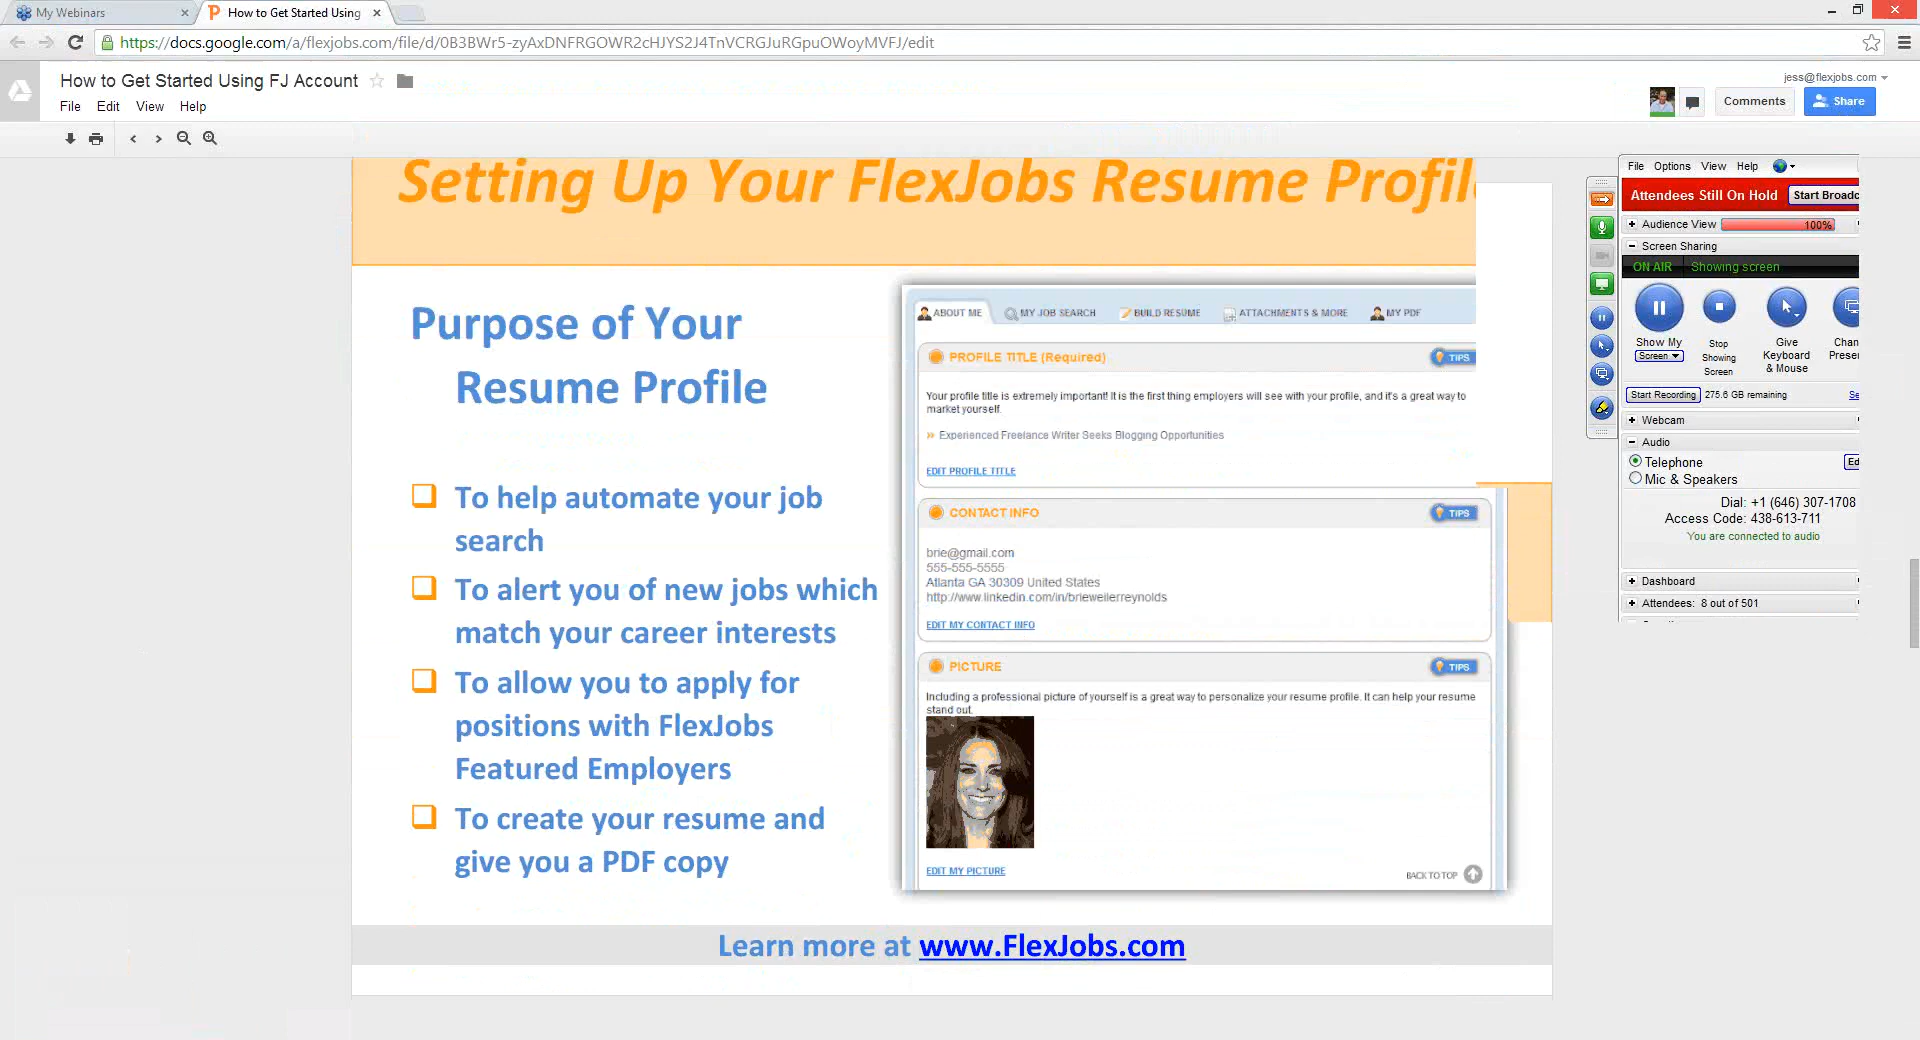 My Webinars
How to Get Started Using
https://docs.google.com/a/flexjobs.com/file/d/0B3BWr5-zyAxDNFRGOWR2cHJYS2J4TnVCRGJuRGpuOWoyMVFJ/edit
How to Get Started Using FJ Account
jess@flexjobs.com
File Edit View Help
Comments
Share
Setting Up Your FlexJobs Resume Profil
Purpose of Your
Resume Profile
To help automate your job
search
To alert you of new jobs which
match your career interests
To allow you to apply for
positions with FlexJobs
Featured Employers
To create your resume and
give you a PDF copy
ABOUT ME MY JOB SEARCH BUILD RESUME ATTACHMENTS & MORE MY PDF
PROFILE TITLE (Required)
TIPS
Your profile title is extremely important! It is the first thing employers will see with your profile, and it's a great way to
market yourself.
Experienced Freelance Writer Seeks Blogging Opportunities
EDIT PROFILE TITLE
CONTACT INFO
TIPS
brie@gmail.com
555-555-5555
Atlanta GA 30309 United States
http://www.linkedin.com/in/brieweilerreynolds
EDIT MY CONTACT INFO
PICTURE
TIPS
Including a professional picture of yourself is a great way to personalize your resume profile. It can help your resume
stand out.
EDIT MY PICTURE
BACK TO TOP
Learn more at www.FlexJobs.com
File Options View Help
Attendees Still On Hold
Start Broadc
Audience View
100%
Screen Sharing
ON AIR Showing screen
Show My
Screen
Stop
Showing
Screen
Give
Keyboard
& Mouse
Chan
Prese
Start Recording 275.6 GB remaining
Se
Webcam
Audio
Telephone
Ed
Mic & Speakers
Dial: +1 (646) 307-1708
Access Code: 438-613-711
You are connected to audio
Dashboard
Attendees: 8 out of 501